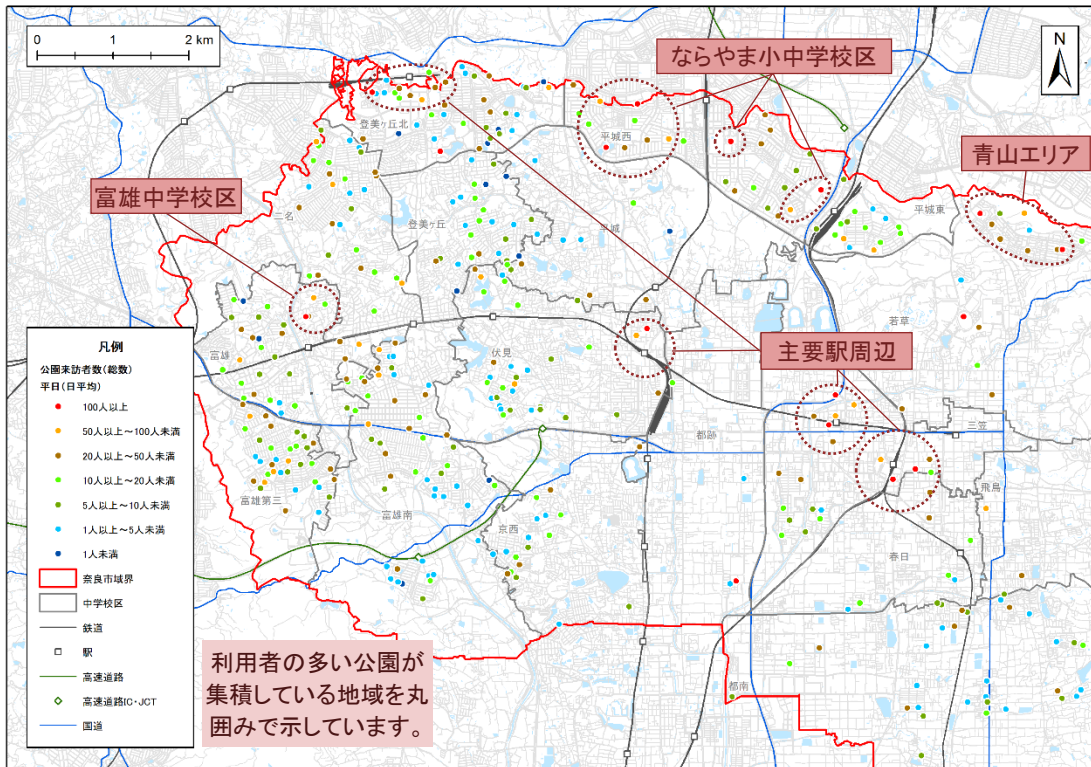 0 1 2 km
N
ならやま小中学校区
登美ヶ丘北
平城西
青山エリア
富雄中学校区
二名
登美ヶ丘
平城
平城東
若草
主要駅周辺
富雄
伏見
都跡
三笠
富雄第三
富雄南
京西
飛鳥
春日
都南
凡例
公園来訪者数(総数)
平日(日平均)
100人以上
50人以上~100人未満
20人以上~50人未満
10人以上~20人未満
5人以上~10人未満
1人以上~5人未満
1人未満
奈良市域界
中学校区
鉄道
駅
高速道路
高速道路IC・JCT
国道
利用者の多い公園が
集積している地域を丸
囲みで示しています。